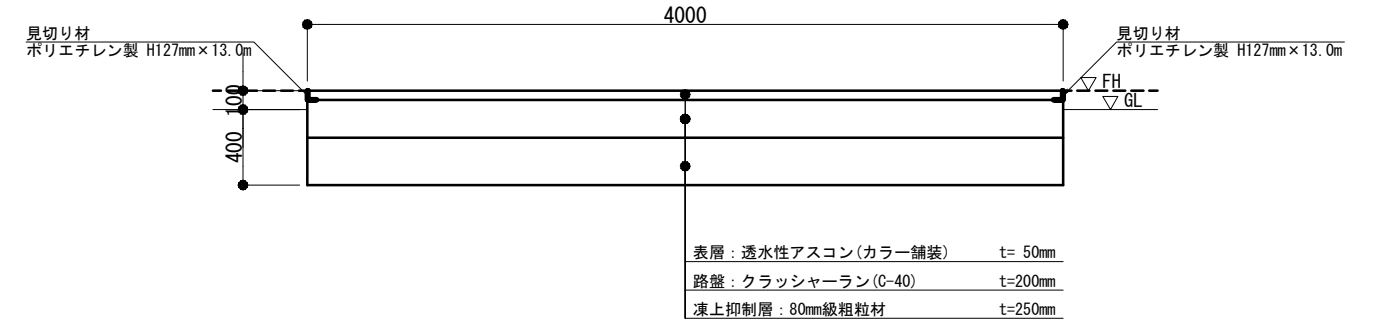 4000
見切り材
ポリエチレン製 H127mm×13.0m
見切り材
ポリエチレン製 H127mm×13.0m
FH
GL
100
400
表層：透水性アスコン(カラー舗装) t= 50mm
路盤：クラッシャーラン(C-40) t=200mm
凍上抑制層：80mm級粗粒材 t=250mm